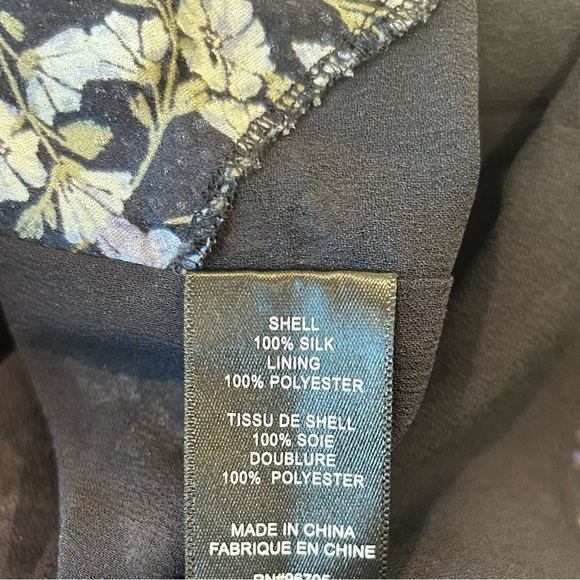 SHELL
100% SILK
LINING
100% POLYESTER
TISSU DE SHELL
100% SOIE
DOUBLURE
100% POLYESTER
MADE IN CHINA
FABRIQUE EN CHINE